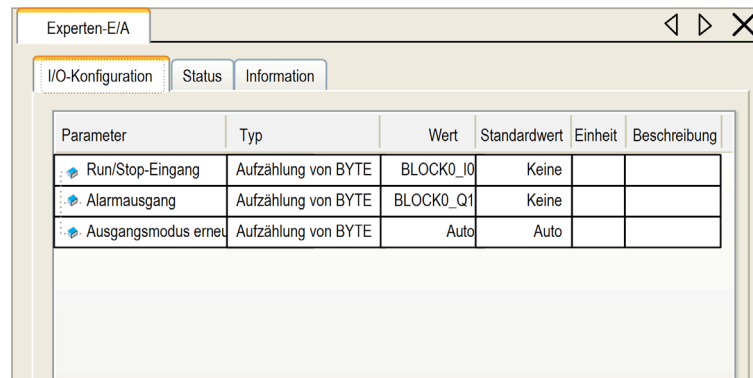 Experten-E/A
I/O-Konfiguration Status Information
Parameter Typ Wert Standardwert Einheit Beschreibung
Run/Stop-Eingang Aufzählung von BYTE BLOCK0_I0 Keine
Alarmausgang Aufzählung von BYTE BLOCK0_Q1 Keine
Ausgangsmodus erneu Aufzählung von BYTE Auto Auto